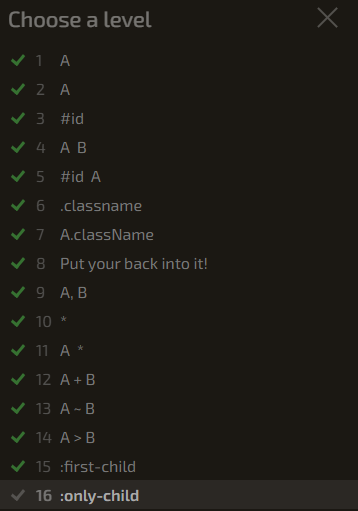 Choose a level
1 A
2 A
3 #id
4 A B
5 #id A
6 .classname
7 A.className
8 Put your back into it!
9 A, B
10 *
11 A *
12 A + B
13 A ~ B
14 A > B
15 :first-child
16 :only-child